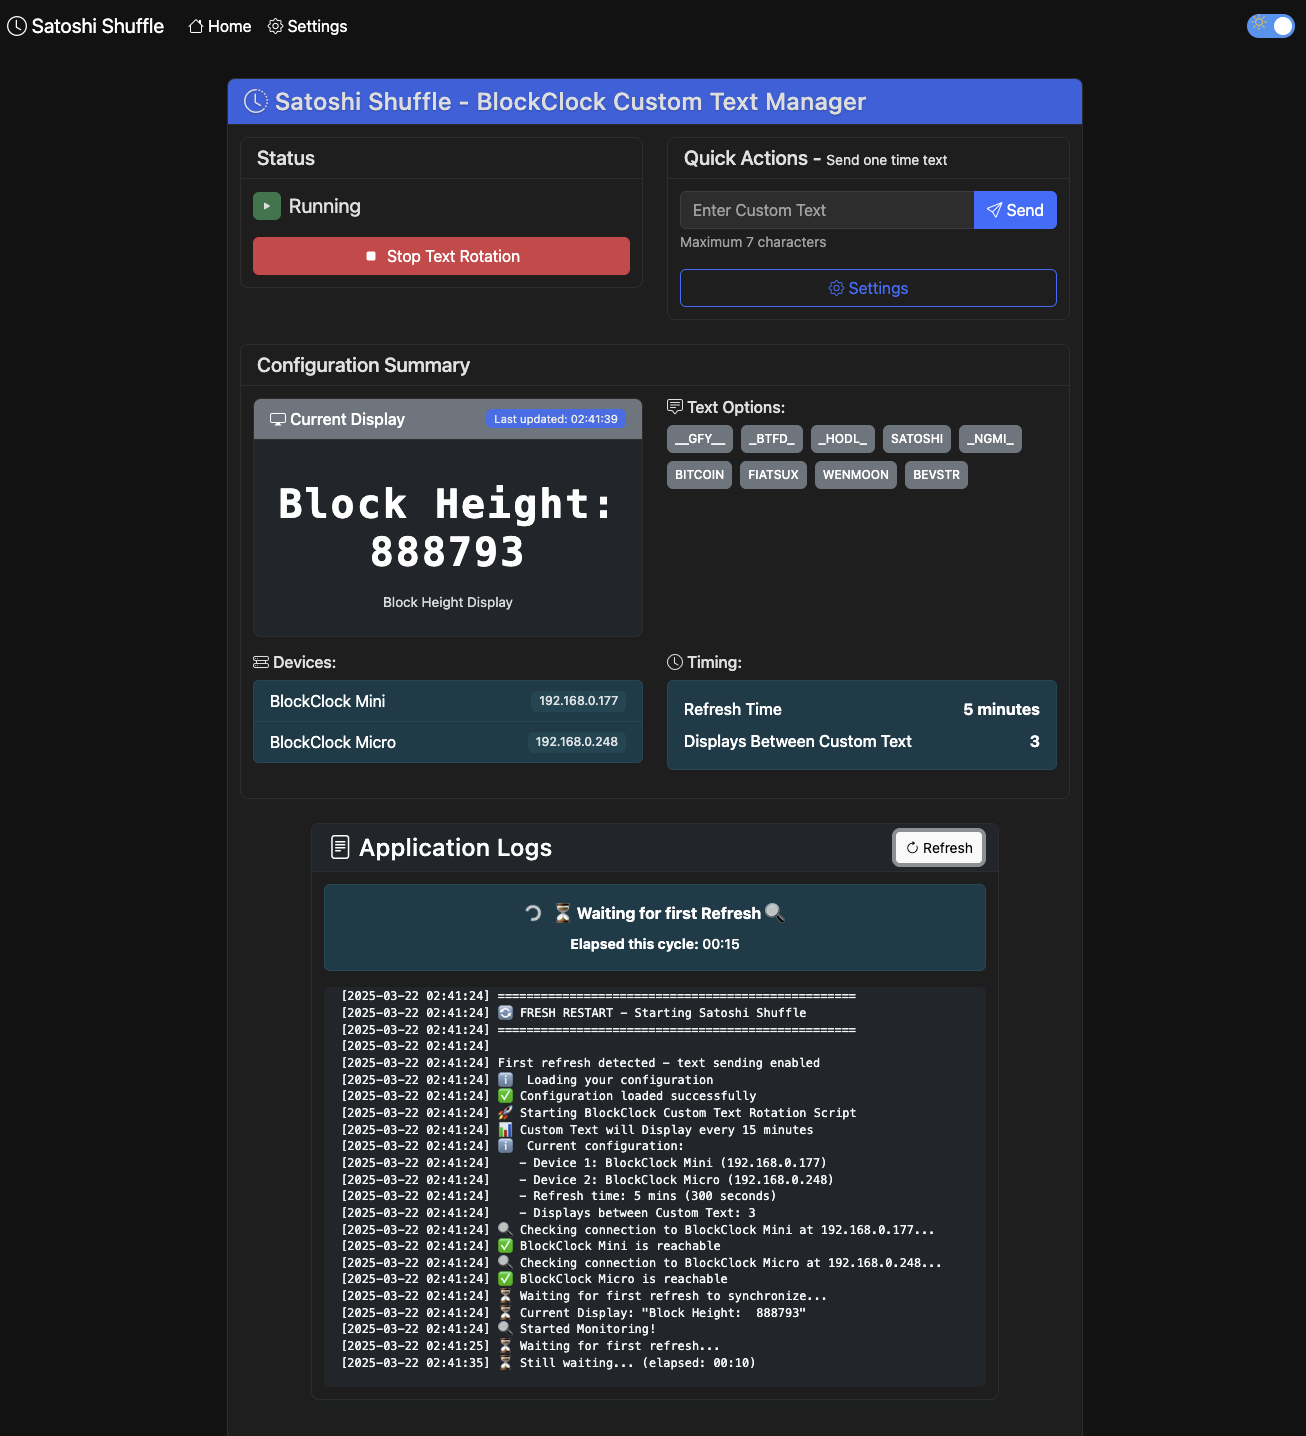 Satoshi Shuffle Home Settings
Satoshi Shuffle - BlockClock Custom Text Manager
Status
Running
Stop Text Rotation
Quick Actions - Send one time text
Enter Custom Text Send
Maximum 7 characters
Settings
Configuration Summary
Current Display Last updated: 02:41:39
Block Height:
888793
Block Height Display
Text Options:
__GFY__ _BTFD_ _HODL_ SATOSHI _NGMI_
BITCOIN FIATSUX WENMOON BEVSTR
Devices:
BlockClock Mini 192.168.0.177
BlockClock Micro 192.168.0.248
Timing:
Refresh Time 5 minutes
Displays Between Custom Text 3
Application Logs Refresh
⏳ Waiting for first Refresh 🔍
Elapsed this cycle: 00:15
[2025-03-22 02:41:24] ==================================================
[2025-03-22 02:41:24] 🔄 FRESH RESTART - Starting Satoshi Shuffle
[2025-03-22 02:41:24] ==================================================
[2025-03-22 02:41:24]
[2025-03-22 02:41:24] First refresh detected - text sending enabled
[2025-03-22 02:41:24] ℹ️ Loading your configuration
[2025-03-22 02:41:24] ✅ Configuration loaded successfully
[2025-03-22 02:41:24] 🚀 Starting BlockClock Custom Text Rotation Script
[2025-03-22 02:41:24] 📊 Custom Text will Display every 15 minutes
[2025-03-22 02:41:24] ℹ️ Current configuration:
[2025-03-22 02:41:24] - Device 1: BlockClock Mini (192.168.0.177)
[2025-03-22 02:41:24] - Device 2: BlockClock Micro (192.168.0.248)
[2025-03-22 02:41:24] - Refresh time: 5 mins (300 seconds)
[2025-03-22 02:41:24] - Displays between Custom Text: 3
[2025-03-22 02:41:24] 🔍 Checking connection to BlockClock Mini at 192.168.0.177...
[2025-03-22 02:41:24] ✅ BlockClock Mini is reachable
[2025-03-22 02:41:24] 🔍 Checking connection to BlockClock Micro at 192.168.0.248...
[2025-03-22 02:41:24] ✅ BlockClock Micro is reachable
[2025-03-22 02:41:24] ⏳ Waiting for first refresh to synchronize...
[2025-03-22 02:41:24] ⏳ Current Display: "Block Height:  888793"
[2025-03-22 02:41:24] 🔍 Started Monitoring!
[2025-03-22 02:41:25] ⏳ Waiting for first refresh...
[2025-03-22 02:41:35] ⏳ Still waiting... (elapsed: 00:10)